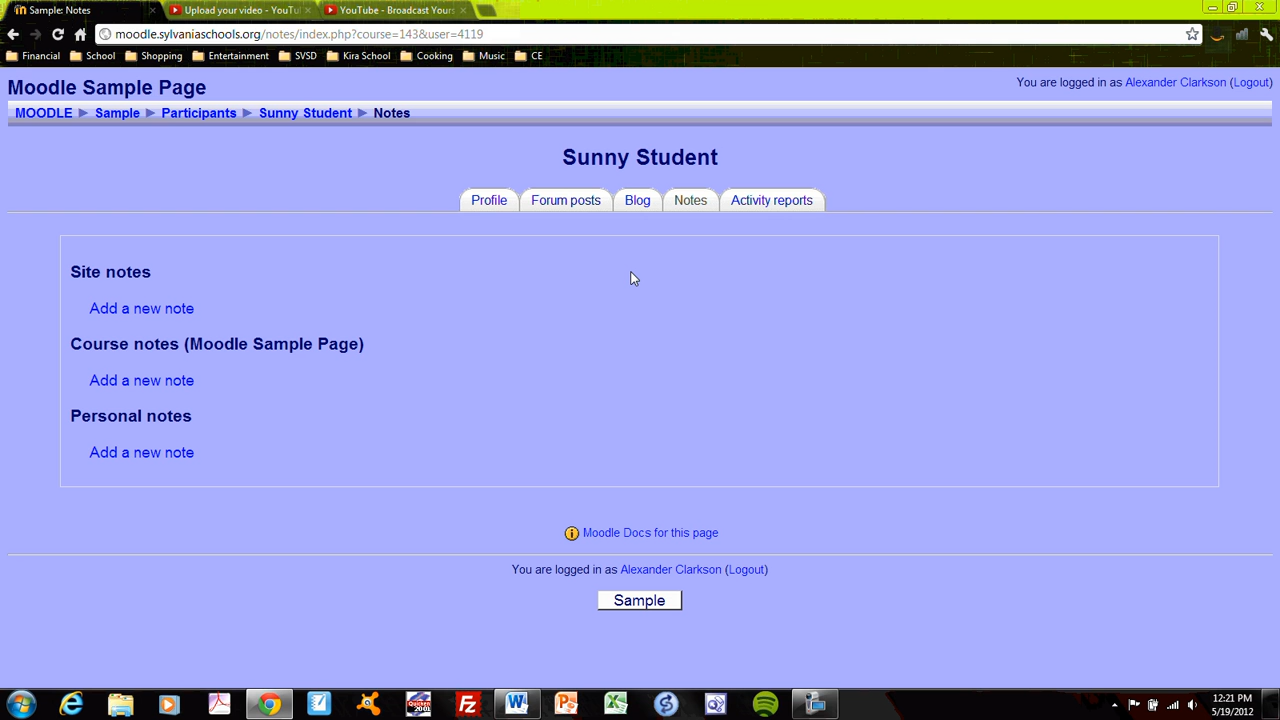 Sample: Notes
Upload your video - YouTu
YouTube - Broadcast Yours
moodle.sylvaniaschools.org/notes/index.php?course=143&user=4119
Financial School Shopping Entertainment SVSD Kira School Cooking Music CE
Moodle Sample Page
You are logged in as Alexander Clarkson (Logout)
MOODLE ► Sample ► Participants ► Sunny Student ► Notes
Sunny Student
Profile Forum posts Blog Notes Activity reports
Site notes
Add a new note
Course notes (Moodle Sample Page)
Add a new note
Personal notes
Add a new note
Moodle Docs for this page
You are logged in as Alexander Clarkson (Logout)
Sample
12:21 PM
5/19/2012